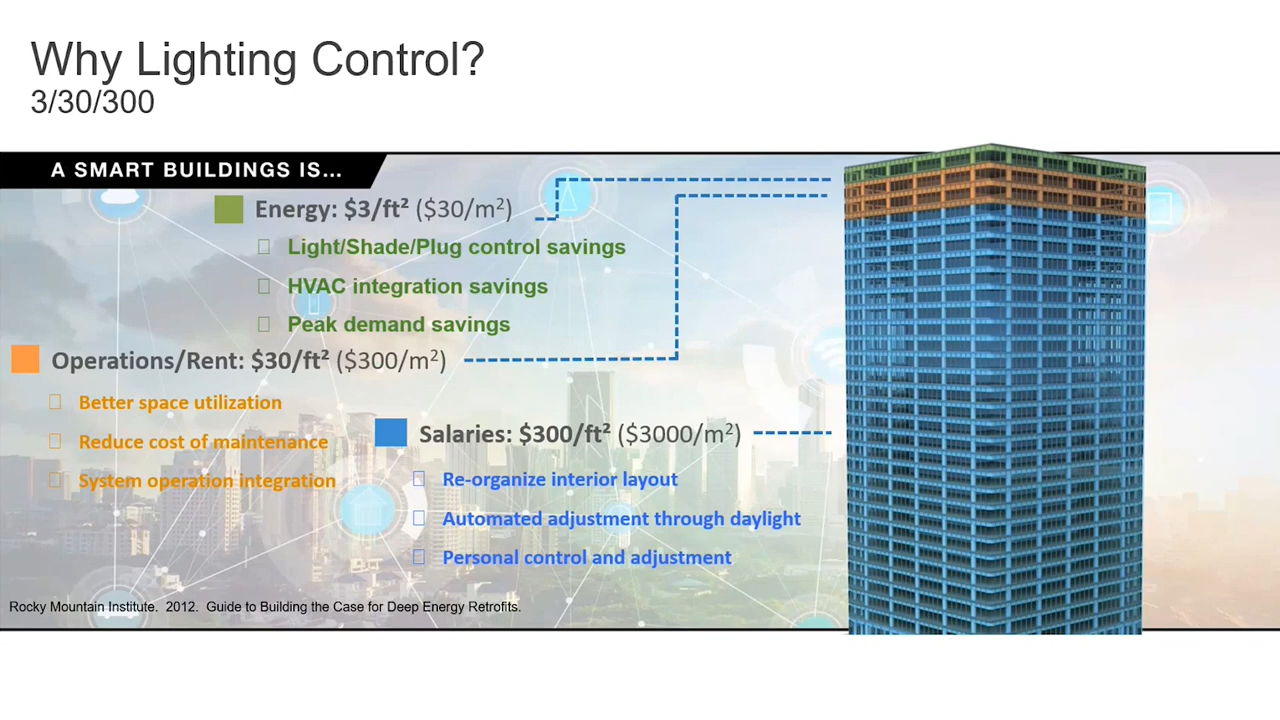 Why Lighting Control?
3/30/300
A SMART BUILDINGS IS...
Energy: $3/ft² ($30/m²)
Light/Shade/Plug control savings
HVAC integration savings
Peak demand savings
Operations/Rent: $30/ft² ($300/m²)
Better space utilization
Reduce cost of maintenance
System operation integration
Salaries: $300/ft² ($3000/m²)
Re-organize interior layout
Automated adjustment through daylight
Personal control and adjustment
Rocky Mountain Institute.  2012.  Guide to Building the Case for Deep Energy Retrofits.